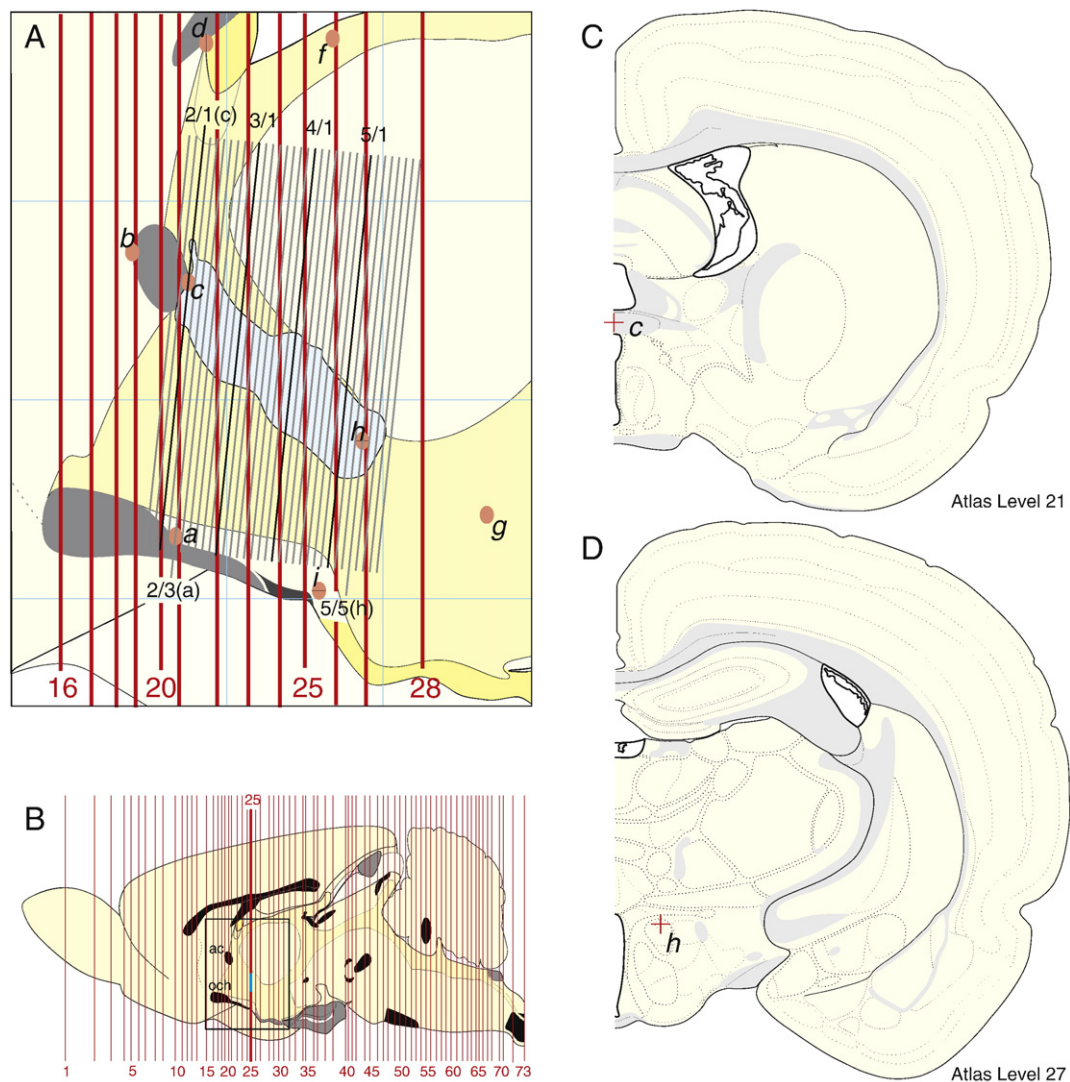 A
d
f
2/1(c)
3/1
4/1
5/1
b
c
h
g
a
i
2/3(a)
5/5(h)
16 20 25 28
B
25
ac
och
1 5 10 15 20 25 30 35 40 45 50 55 60 65 70 73
C
c
Atlas Level 21
D
h
Atlas Level 27